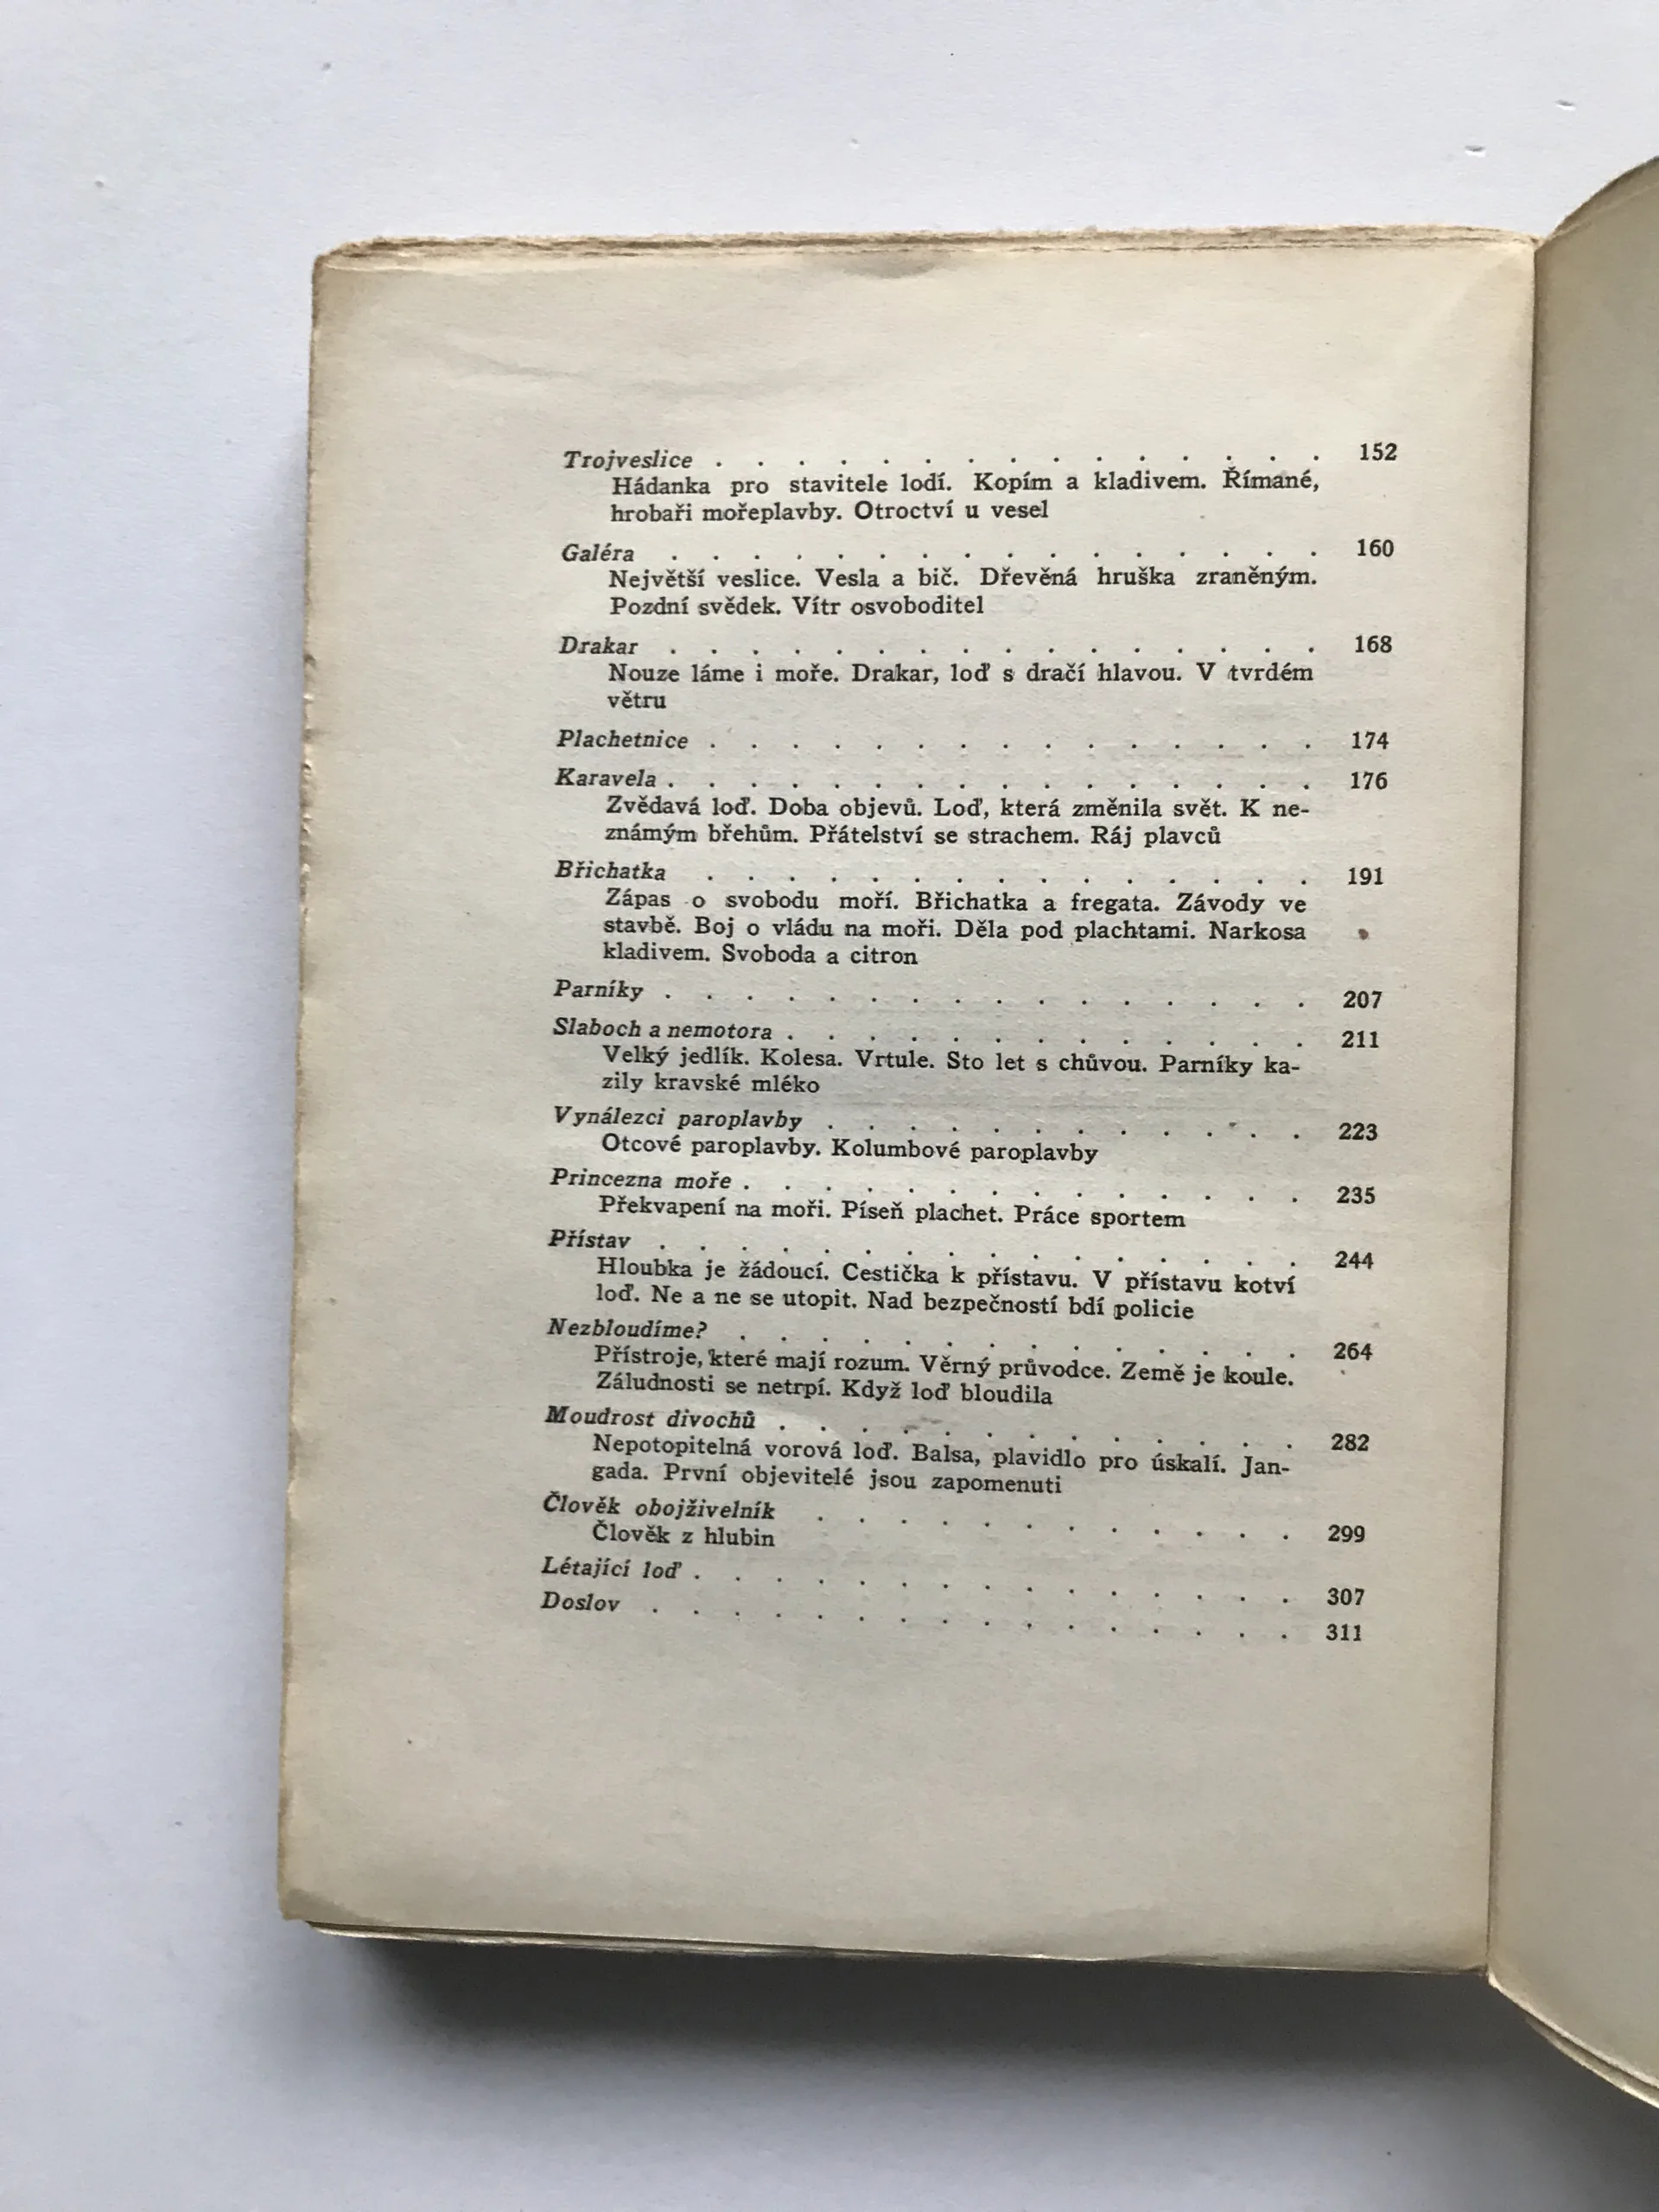 Trojveslice . . . . . . . . . . . . . . . 152
Hádanka pro stavitele lodí. Kopím a kladivem. Římané,
hrobaři mořeplavby. Otroctví u vesel
Galéra . . . . . . . . . . . . . . . . 160
Největší veslice. Vesla a bič. Dřevěná hruška zraněným.
Pozdní svědek. Vítr osvoboditel
Drakar . . . . . . . . . . . . . . . . 168
Nouze láme i moře. Drakar, loď s dračí hlavou. V tvrdém
větru
Plachetnice . . . . . . . . . . . . . . . 174
Karavela . . . . . . . . . . . . . . . . 176
Zvědavá loď. Doba objevů. Loď, která změnila svět. K ne-
známým břehům. Přátelství se strachem. Ráj plavců
Břichatka . . . . . . . . . . . . . . . 191
Zápas o svobodu moří. Břichatka a fregata. Závody ve
stavbě. Boj o vládu na moři. Děla pod plachtami. Narkosa
kladivem. Svoboda a citron
Parníky . . . . . . . . . . . . . . . . 207
Slaboch a nemotora . . . . . . . . . . . . . 211
Velký jedlík. Kolesa. Vrtule. Sto let s chůvou. Parníky ka-
zily kravské mléko
Vynálezci paroplavby . . . . . . . . . . . . 223
Otcové paroplavby. Kolumbové paroplavby
Princezna moře . . . . . . . . . . . . . . 235
Překvapení na moři. Píseň plachet. Práce sportem
Přístav . . . . . . . . . . . . . . . . 244
Hloubka je žádoucí. Cestička k přístavu. V přístavu kotví
loď. Ne a ne se utopit. Nad bezpečností bdí policie
Nezbloudíme? . . . . . . . . . . . . . . 264
Přístroje, které mají rozum. Věrný průvodce. Země je koule.
Záludnosti se netrpí. Když loď bloudila
Moudrost divochů . . . . . . . . . . . . . 282
Nepotopitelná vorová loď. Balsa, plavidlo pro úskalí. Jan-
gada. První objevitelé jsou zapomenuti
Člověk obojživelník . . . . . . . . . . . . 299
Člověk z hlubin
Létající loď . . . . . . . . . . . . . . . 307
Doslov . . . . . . . . . . . . . . . . 311